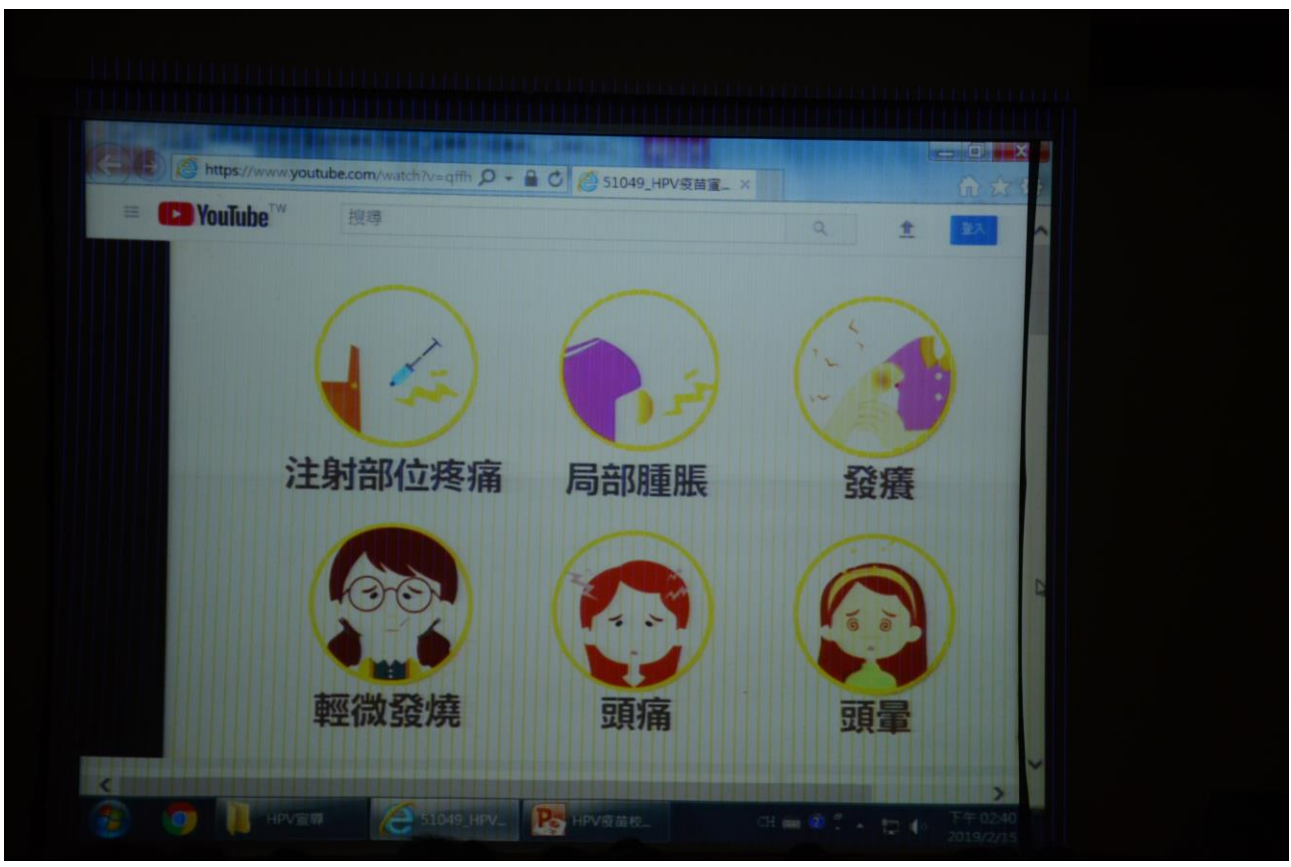 https://www.youtube.com/watch?v=qffh
51049_HPV疫苗宣...
YouTube TW
搜尋
登入
注射部位疼痛
局部腫脹
發癢
輕微發燒
頭痛
頭暈
HPV宣導
51049_HPV...
HPV疫苗校...
CH
下午 02:40
2019/2/15